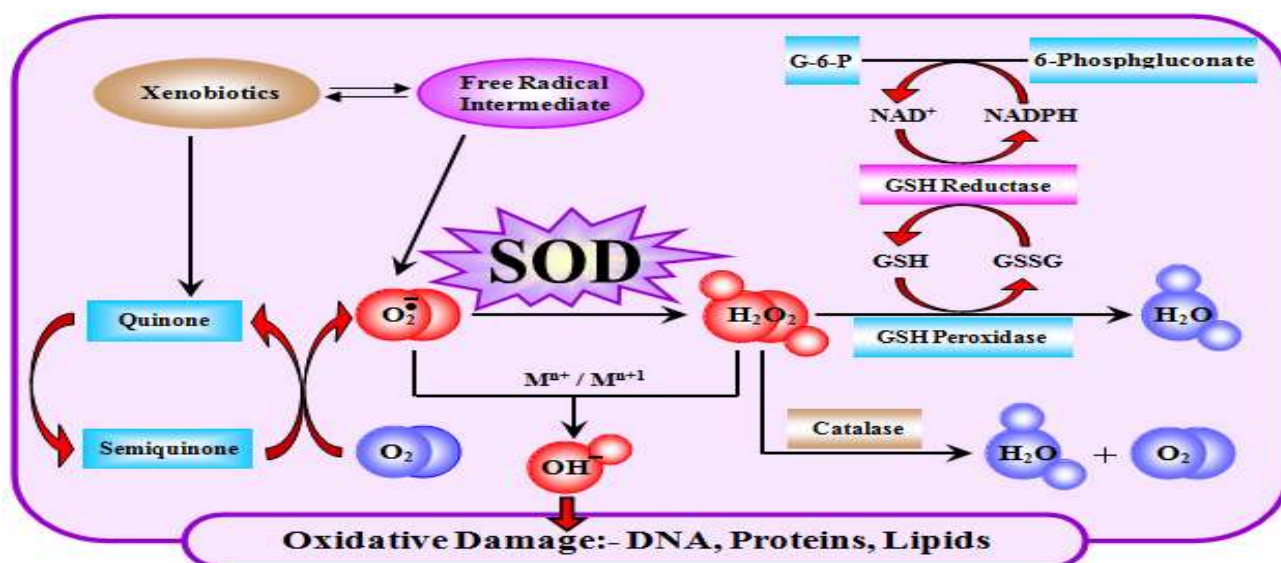 G-6-P
6-Phosphgluconate
Xenobiotics
Free Radical
Intermediate
NAD⁺
NADPH
GSH Reductase
SOD
GSH
GSSG
Quinone
O₂•̄
H₂O₂
H₂O
GSH Peroxidase
Mⁿ⁺ / Mⁿ⁺¹
Semiquinone
O₂
OH⁻
Catalase
H₂O + O₂
Oxidative Damage:- DNA, Proteins, Lipids